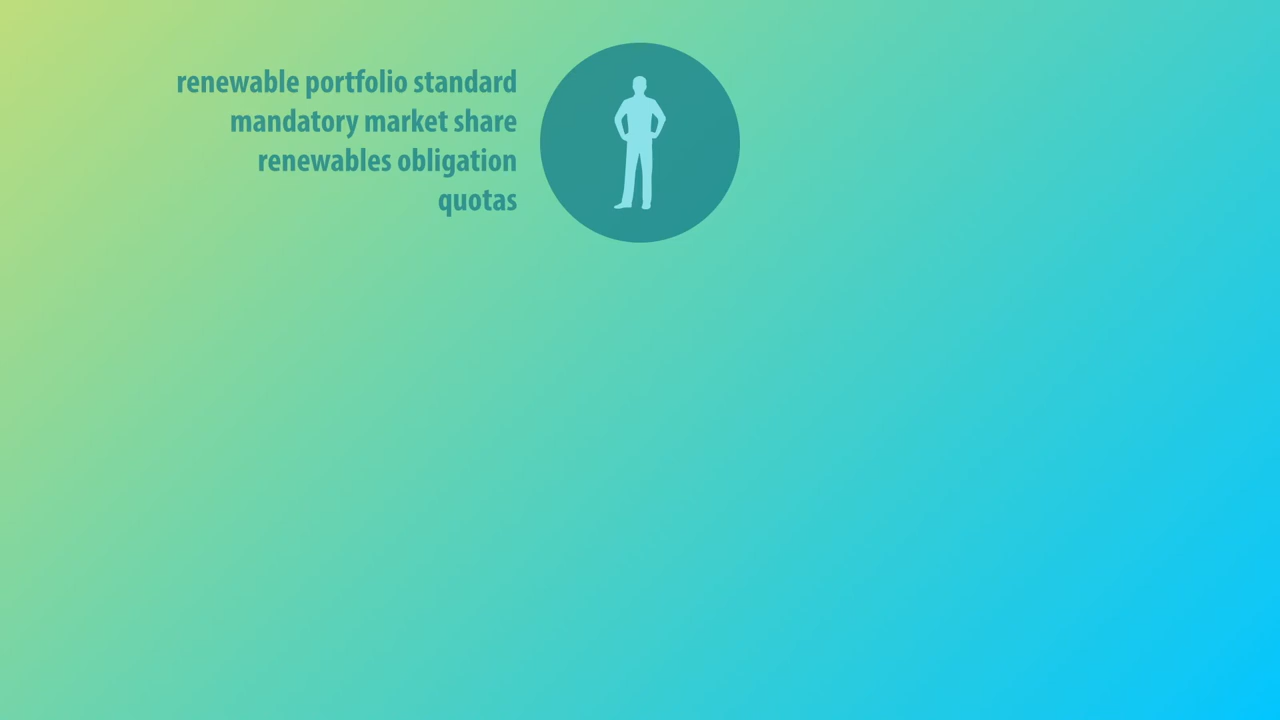 renewable portfolio standard
mandatory market share
renewables obligation
quotas